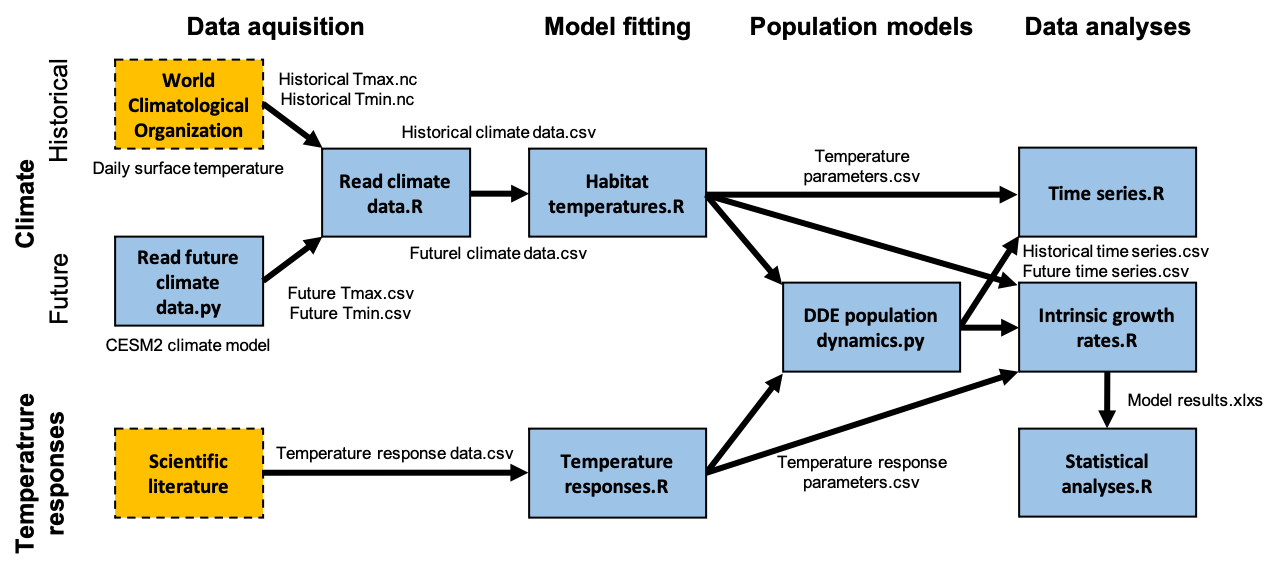 Data aquisition
Model fitting
Population models
Data analyses
Climate
Historical
World
Climatological
Organization
Daily surface temperature
Historical Tmax.nc
Historical Tmin.nc
Read climate
data.R
Historical climate data.csv
Futurel climate data.csv
Habitat
temperatures.R
Temperature
parameters.csv
Time series.R
Future
Read future
climate
data.py
CESM2 climate model
Future Tmax.csv
Future Tmin.csv
DDE population
dynamics.py
Historical time series.csv
Future time series.csv
Intrinsic growth
rates.R
Model results.xlxs
Temperatrure
responses
Scientific
literature
Temperature response data.csv
Temperature
responses.R
Temperature response
parameters.csv
Statistical
analyses.R